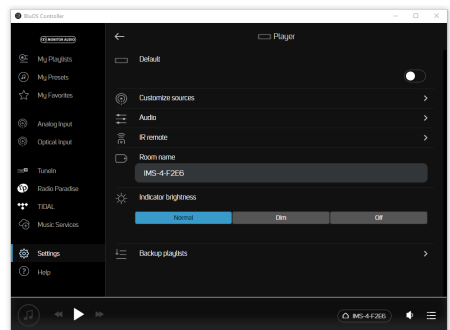 BluOS Controller
MONITOR AUDIO
Player
My Playlists
My Presets
My Favorites
Analog Input
Optical Input
TuneIn
Radio Paradise
TIDAL
Music Services
Settings
Help
Default
Customize sources
Audio
IR remote
Room name
IMS-4-F2E6
Indicator brightness
Normal Dim Off
Backup playlists
IMS-4-F2E6